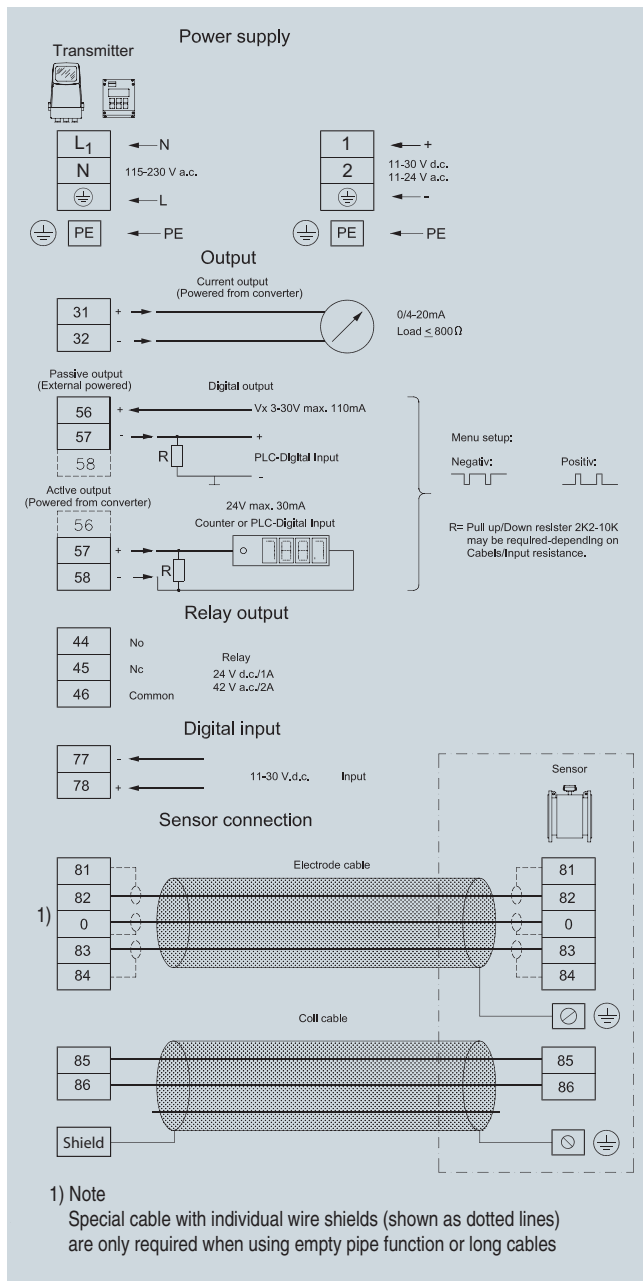 Power supply
Transmitter
L1 N
N 115-230 V a.c.
L
PE PE
1 +
2 11-30 V d.c.
11-24 V a.c.
-
PE PE
Output
Current output
(Powered from converter)
31 +
32 -
0/4-20mA
Load ≤ 800 Ω
Passive output
(External powered)
Digital output
56 + Vx 3-30V max. 110mA
57 - +
58 R PLC-Digital Input
-
Menu setup:
Negativ: Positiv:
R= Pull up/Down resister 2K2-10K
may be required-depending on
Cabels/Input resistance.
Active output
(Powered from converter)
24V max. 30mA
Counter or PLC-Digital Input
56
57 +
58 - R
Relay output
44 No
45 Nc
46 Common
Relay
24 V d.c./1A
42 V a.c./2A
Digital input
77 -
78 +
11-30 V.d.c. Input
Sensor
Sensor connection
Electrode cable
81 81
82 82
1) 0 0
83 83
84 84
Coil cable
85 85
86 86
Shield
1) Note
Special cable with individual wire shields (shown as dotted lines)
are only required when using empty pipe function or long cables